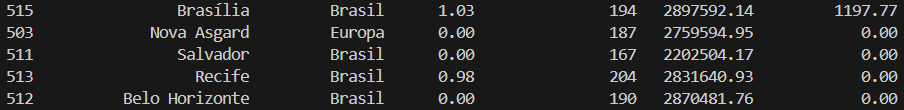 515 Brasília Brasil 1.03 194 2897592.14 1197.77
503 Nova Asgard Europa 0.00 187 2759594.95 0.00
511 Salvador Brasil 0.00 167 2202504.17 0.00
513 Recife Brasil 0.98 204 2831640.93 0.00
512 Belo Horizonte Brasil 0.00 190 2870481.76 0.00